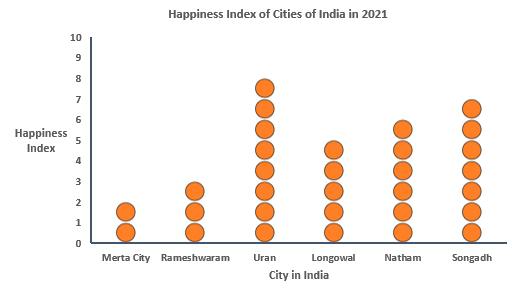 Happiness Index of Cities of India in 2021
10
9
8
7
6
5
4
3
2
1
0
Happiness
Index
Merta City Rameshwaram Uran Longowal Natham Songadh
City in India